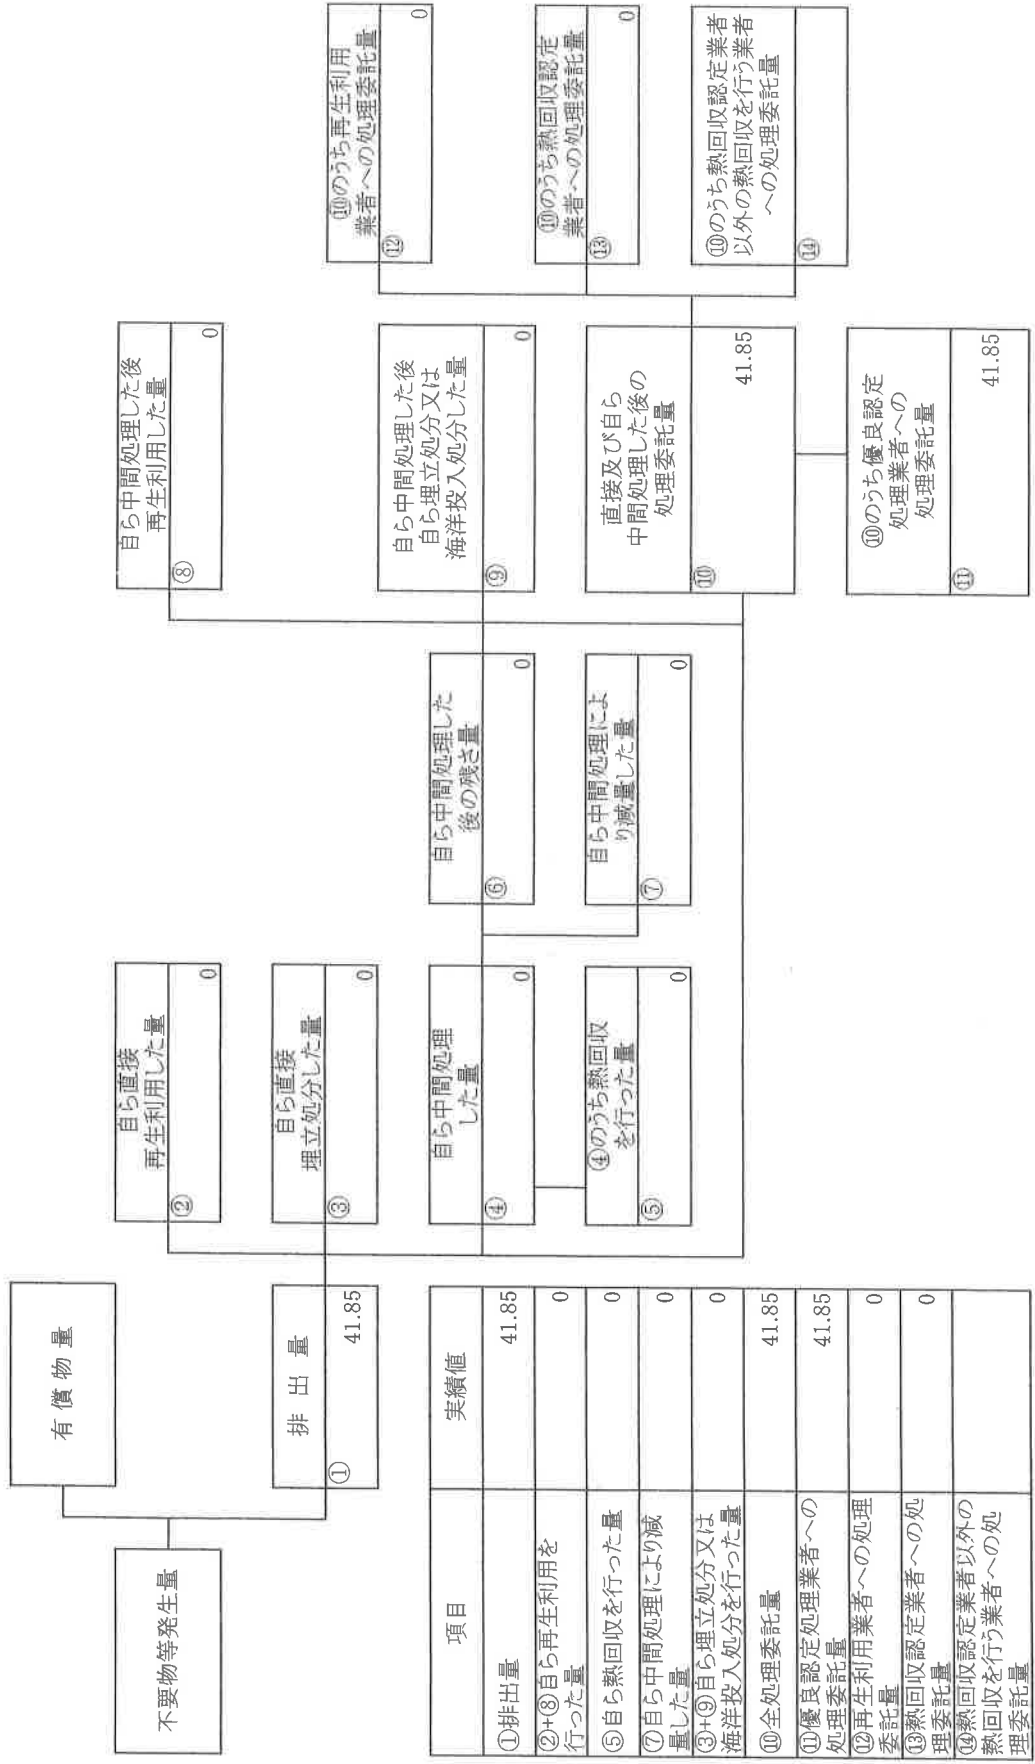 不要物等発生量
有償物量
排出量
①
41.85
自ら直接
再生利用した量
②
0
自ら直接
埋立処分した量
③
0
自ら中間処理
した量
④
0
④のうち熱回収
を行った量
⑤
0
自ら中間処理した
後の残さ量
⑥
0
自ら中間処理によ
り減量した量
⑦
0
自ら中間処理した後
再生利用した量
⑧
0
自ら中間処理した後
自ら埋立処分又は
海洋投入処分した量
⑨
0
直接及び自ら
中間処理した後の
処理委託量
⑩
41.85
⑩のうち優良認定
処理業者への
処理委託量
⑪
41.85
⑩のうち再生利用
業者への処理委託量
⑫
0
⑩のうち熱回収認定
業者への処理委託量
⑬
0
⑩のうち熱回収認定業者
以外の熱回収を行う業者
への処理委託量
⑭
項目 実績値
①排出量 41.85
②+⑧自ら再生利用を
行った量 0
⑤自ら熱回収を行った量 0
⑦自ら中間処理により減
量した量 0
③+⑨自ら埋立処分又は
海洋投入処分を行った量 0
⑩全処理委託量 41.85
⑪優良認定処理業者への
処理委託量 41.85
⑫再生利用業者への処理
委託量 0
⑬熱回収認定業者への処
理委託量 0
⑭熱回収認定業者以外の
熱回収を行う業者への処
理委託量